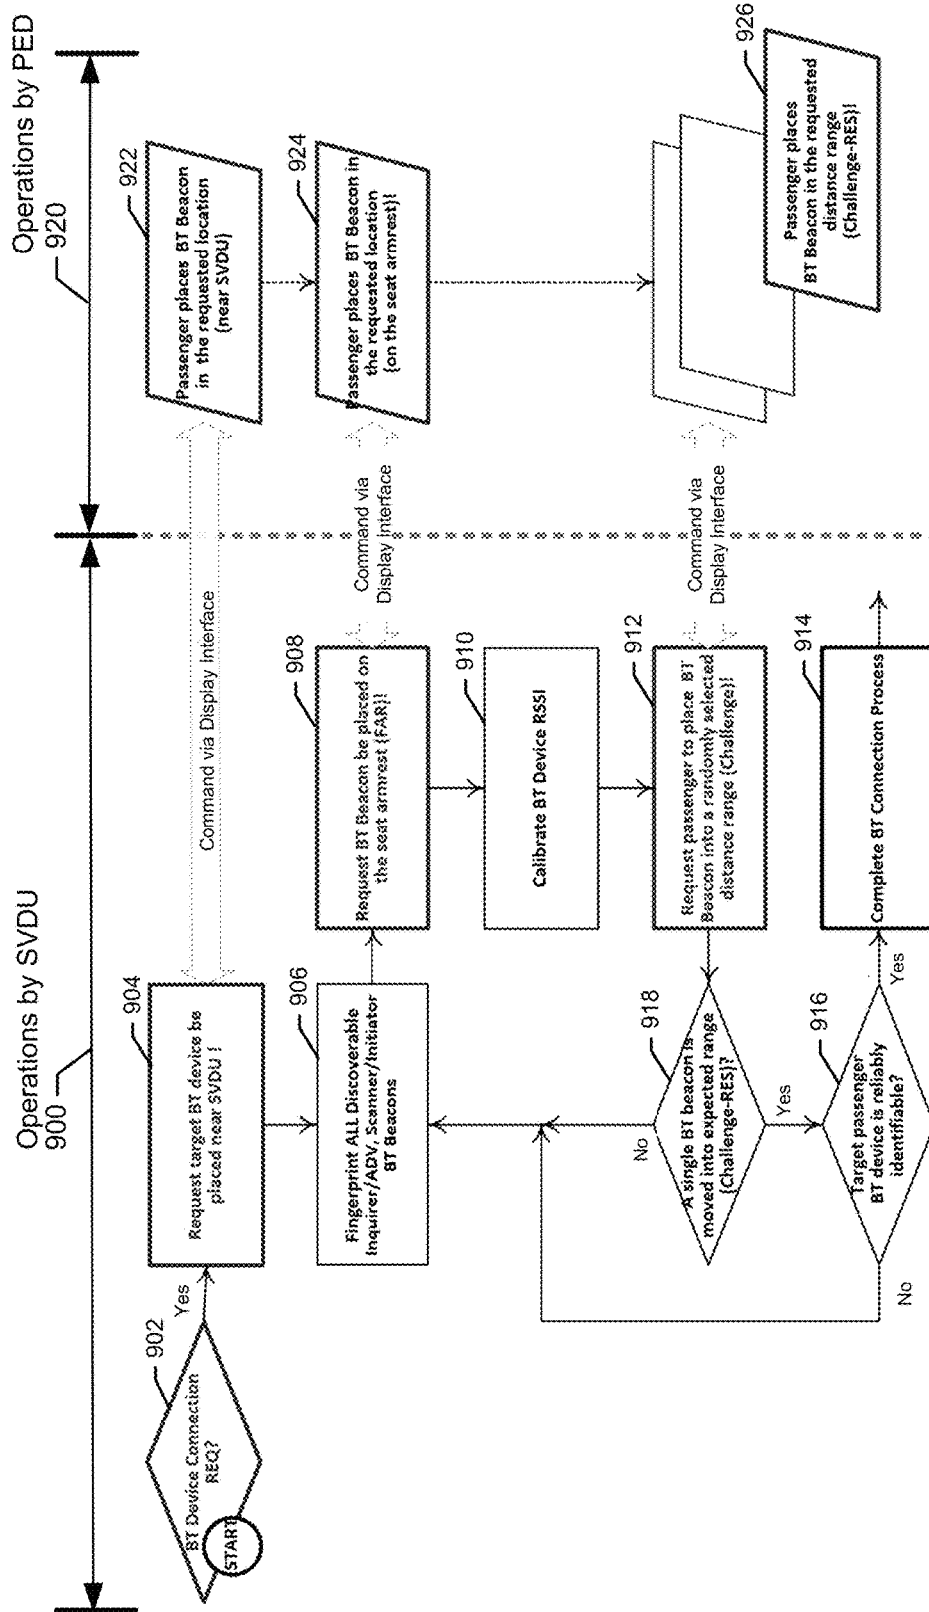 Operations by SVDU
900
Operations by PED
920
START
BT Device Connection
REQ?
902
Yes
Request target BT device be
placed near SVDU !
904
Command via Display Interface
Passenger places BT Beacon
in the requested location
{near SVDU}
922
Fingerprint ALL Discoverable
Inquirer/ADV, Scanner/Initiator
BT Beacons
906
Request BT Beacon be placed on
the seat armrest {FAR}!
908
Command via
Display Interface
Passenger places BT Beacon in
the requested location
{on the seat armrest}!
924
Calibrate BT Device RSSI
910
A single BT beacon is
moved into expected range
{Challenge-RES}?
918
No
Yes
Request passenger to place BT
Beacon into a randomly selected
distance range {Challenge}!
912
Command via
Display Interface
Passenger places
BT Beacon in the requested
distance range
{Challenge-RES}!
926
Target passenger
BT device is reliably
identifiable?
916
No
Yes
Complete BT Connection Process
914